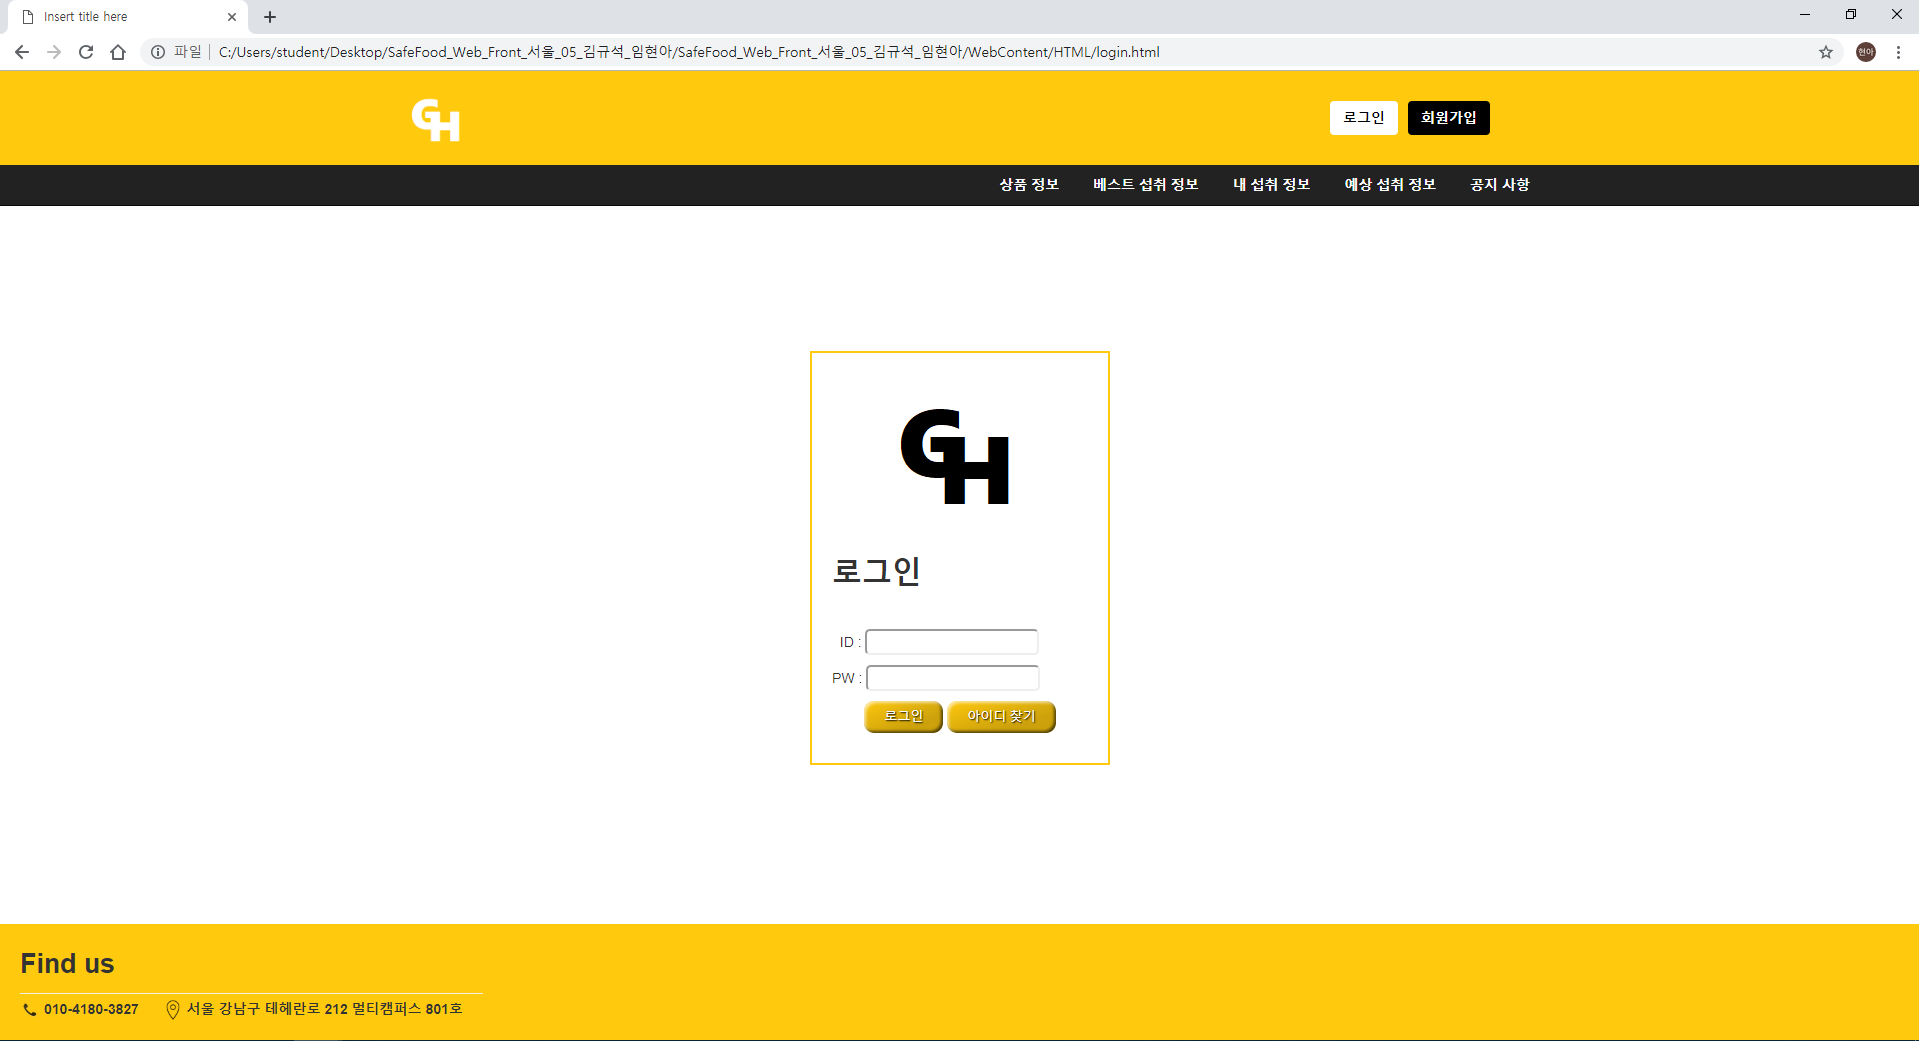 Insert title here
파일 C:/Users/student/Desktop/SafeFood_Web_Front_서울_05_김규석_임현아/SafeFood_Web_Front_서울_05_김규석_임현아/WebContent/HTML/login.html 현아
GH 로그인 회원가입
상품 정보 베스트 섭취 정보 내 섭취 정보 예상 섭취 정보 공지 사항
GH
로그인
ID :
PW :
로그인 아이디 찾기
Find us
010-4180-3827 서울 강남구 테헤란로 212 멀티캠퍼스 801호